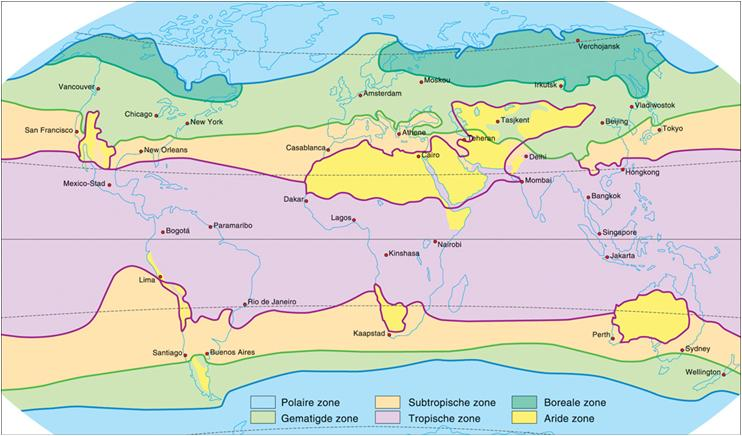 Verchojansk
Moskou
Irkutsk
Vancouver
Amsterdam
Vladiwostok
Chicago
New York
Tasjkent
Beijing
San Francisco
Athene
Teheran
Tokyo
New Orleans
Casablanca
Cairo
Delhi
Hongkong
Mexico-Stad
Mumbai
Dakar
Bangkok
Lagos
Paramaribo
Bogotá
Singapore
Nairobi
Kinshasa
Jakarta
Lima
Rio de Janeiro
Kaapstad
Perth
Sydney
Santiago
Buenos Aires
Wellington
Polaire zone
Subtropische zone
Boreale zone
Gematigde zone
Tropische zone
Aride zone